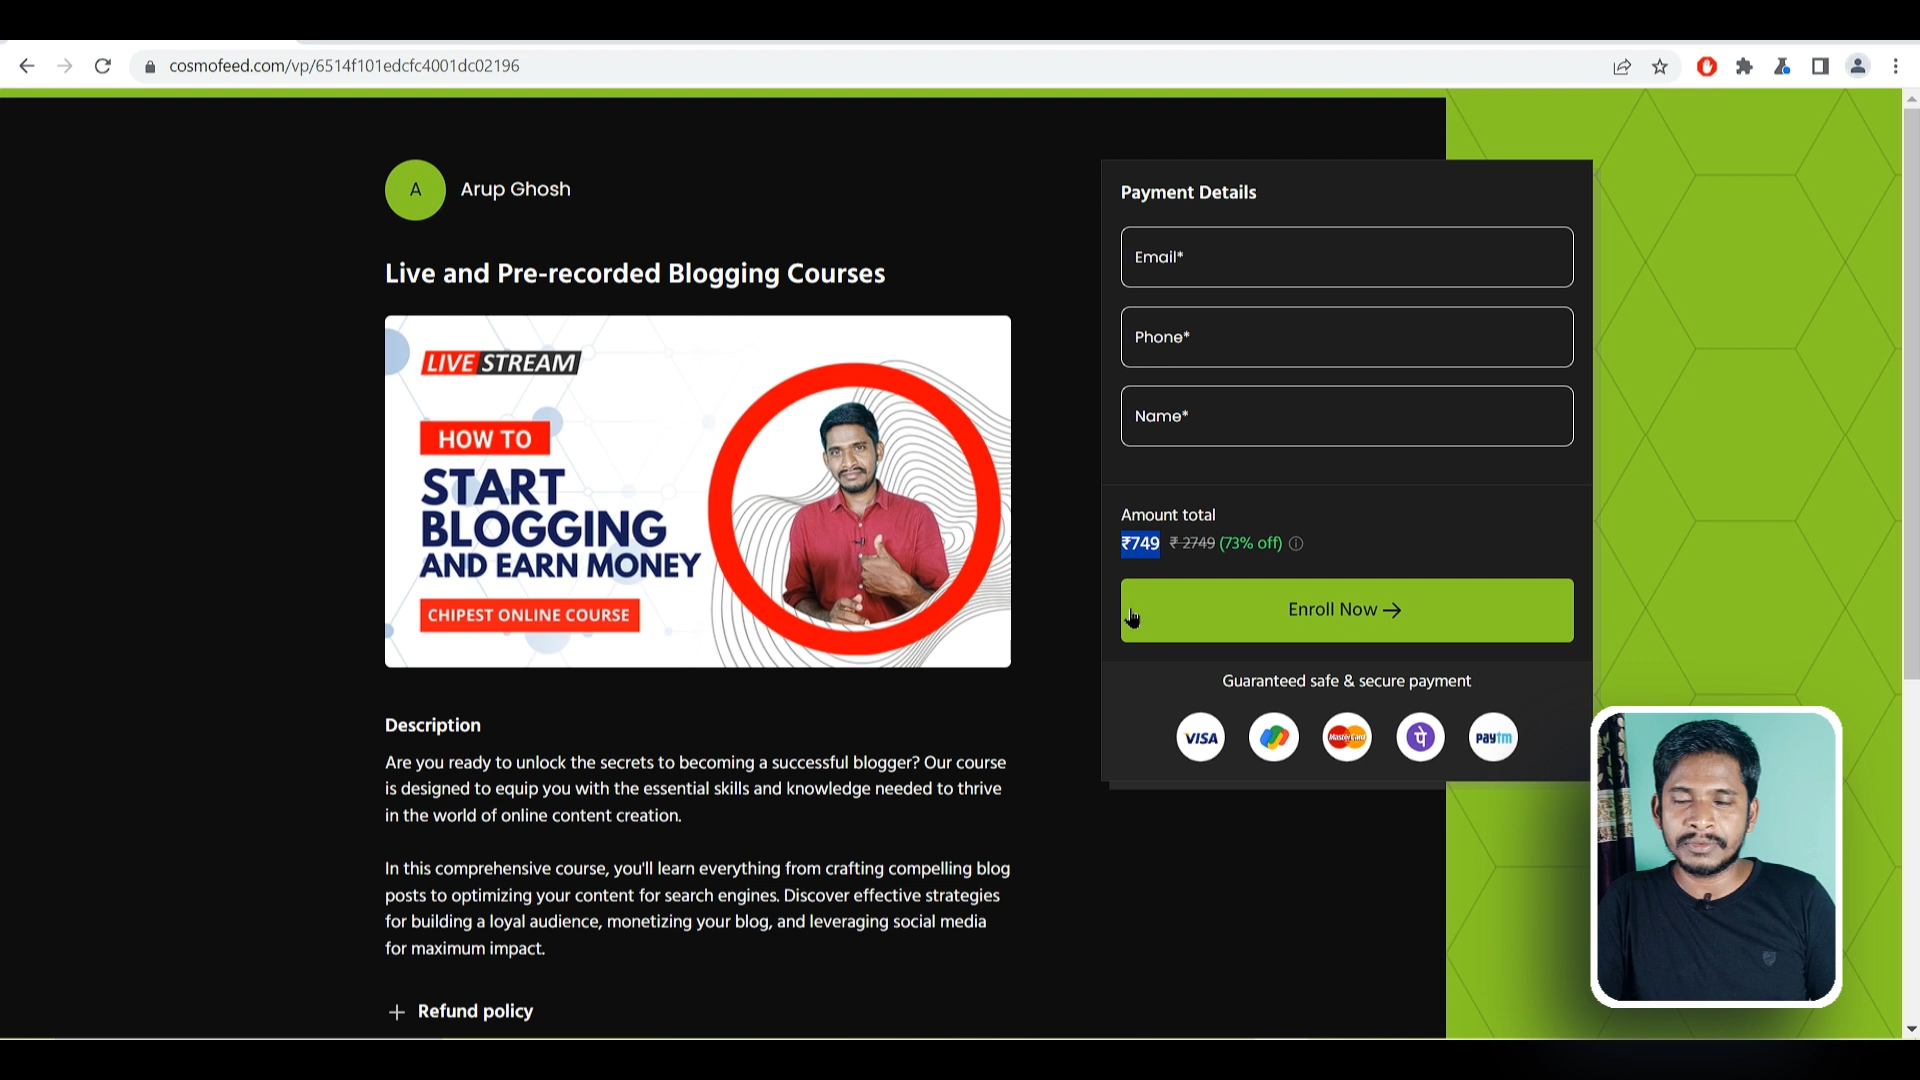 cosmofeed.com/vp/6514f101edcfc4001dc02196
A
Arup Ghosh
Live and Pre-recorded Blogging Courses
LIVE STREAM
HOW TO
START
BLOGGING
AND EARN MONEY
CHIPEST ONLINE COURSE
Description
Are you ready to unlock the secrets to becoming a successful blogger? Our course
is designed to equip you with the essential skills and knowledge needed to thrive
in the world of online content creation.
In this comprehensive course, you'll learn everything from crafting compelling blog
posts to optimizing your content for search engines. Discover effective strategies
for building a loyal audience, monetizing your blog, and leveraging social media
for maximum impact.
Refund policy
Payment Details
Email*
Phone*
Name*
Amount total
₹749 ₹ 2749 (73% off)
Enroll Now →
Guaranteed safe & secure payment
VISA
MasterCard
पे
paytm